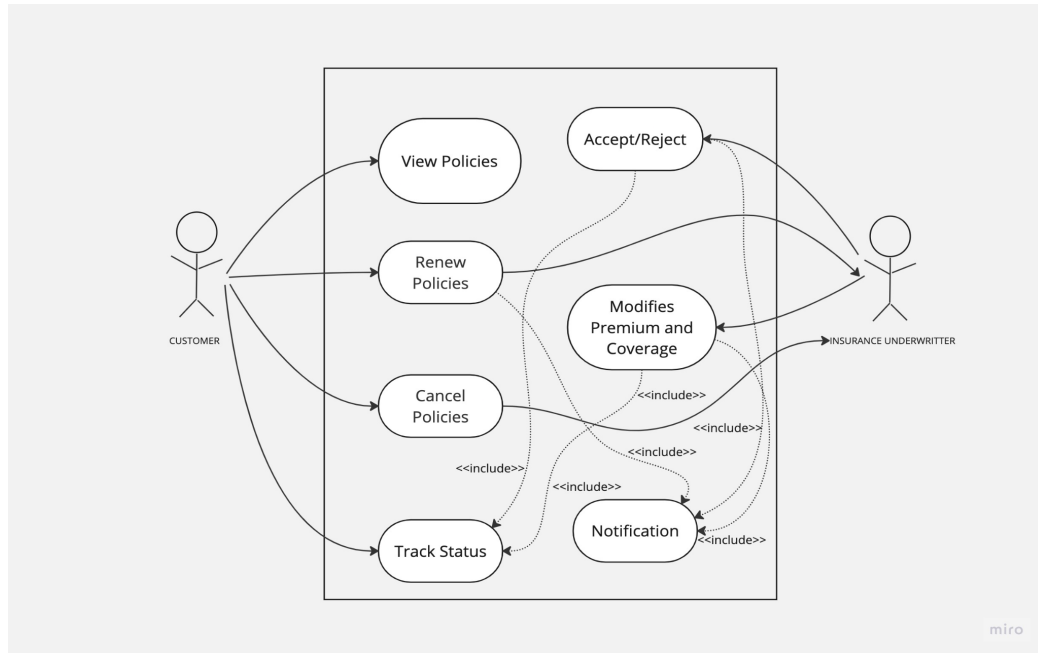 View Policies
Accept/Reject
Renew
Policies
Modifies
Premium and
Coverage
CUSTOMER
INSURANCE UNDERWRITTER
Cancel
Policies
<<include>>
<<include>>
<<include>>
<<include>>
<<include>>
Track Status
Notification
<<include>>
miro